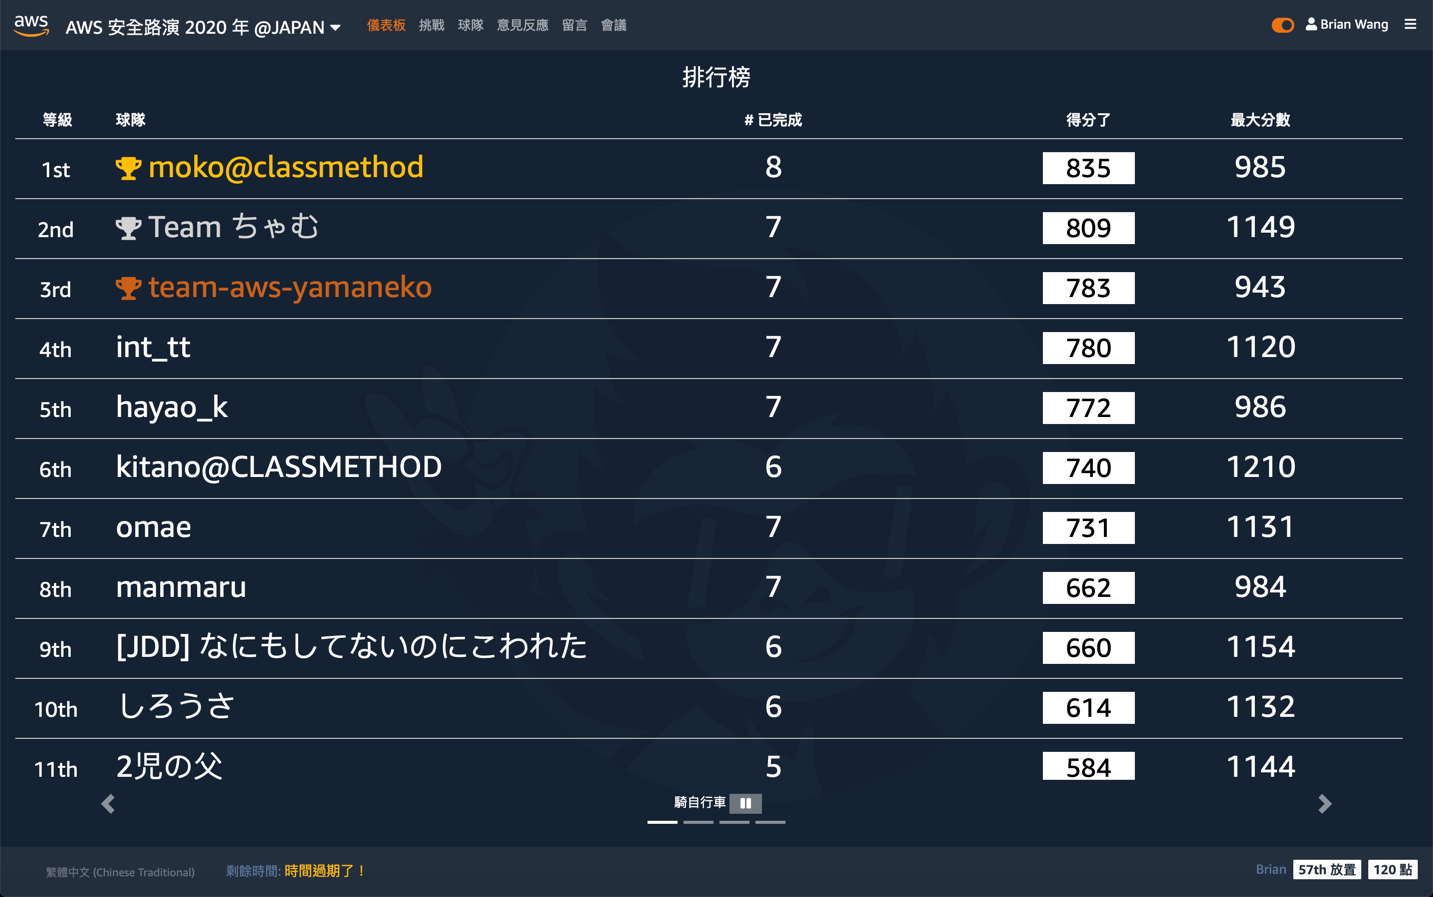 aws AWS 安全路演 2020 年 @JAPAN 儀表板 挑戰 球隊 意見反應 留言 會議 Brian Wang
排行榜
等級 球隊 # 已完成 得分了 最大分數
1st moko@classmethod 8 835 985
2nd Team ちゃむ 7 809 1149
3rd team-aws-yamaneko 7 783 943
4th int_tt 7 780 1120
5th hayao_k 7 772 986
6th kitano@CLASSMETHOD 6 740 1210
7th omae 7 731 1131
8th manmaru 7 662 984
9th [JDD] なにもしてないのにこわれた 6 660 1154
10th しろうさ 6 614 1132
11th 2児の父 5 584 1144
騎自行車
繁體中文 (Chinese Traditional) 剩餘時間: 時間過期了！ Brian 57th 放置 120 點